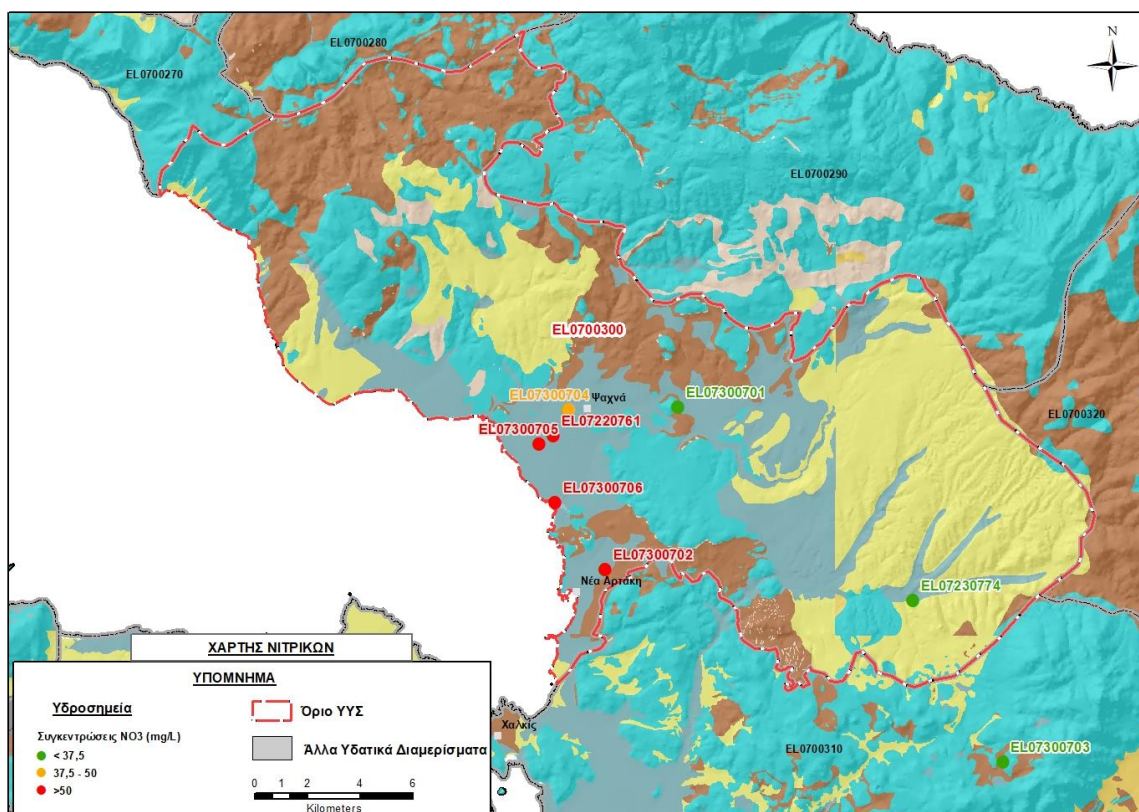 N
EL0700280
EL0700270
EL0700290
EL0700300
EL07300704
Ψαχνά
EL07300701
EL07220761
EL07300705
EL0700320
EL07300706
EL07300702
Νέα Αρτάκη
EL07230774
ΧΑΡΤΗΣ ΝΙΤΡΙΚΩΝ
ΥΠΟΜΝΗΜΑ
Υδροσημεία
Συγκεντρώσεις NO3 (mg/L)
< 37,5
37,5 - 50
>50
Όριο ΥΥΣ
Άλλα Υδατικά Διαμερίσματα
0 1 2 4 6
Kilometers
Χαλκίς
EL0700310
EL07300703